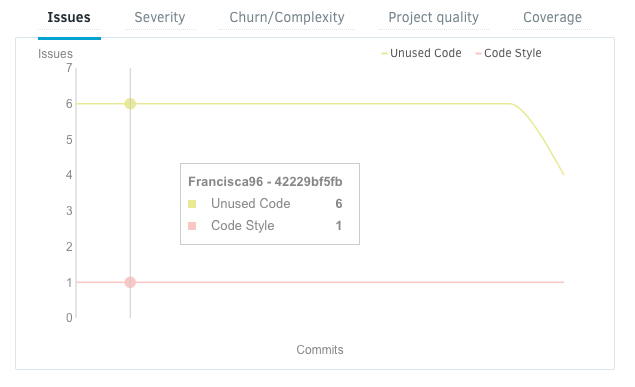 Issues Severity Churn/Complexity Project quality Coverage
Issues
Unused Code Code Style
7
6
5
4
3
2
1
0
Francisca96 - 42229bf5fb
Unused Code 6
Code Style 1
Commits